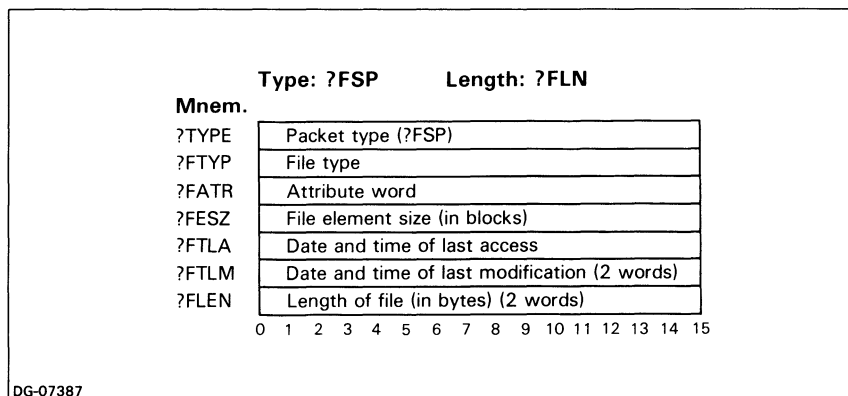 Type: ?FSP Length: ?FLN
Mnem.
?TYPE Packet type (?FSP)
?FTYP File type
?FATR Attribute word
?FESZ File element size (in blocks)
?FTLA Date and time of last access
?FTLM Date and time of last modification (2 words)
?FLEN Length of file (in bytes) (2 words)
0 1 2 3 4 5 6 7 8 9 10 11 12 13 14 15
DG-07387